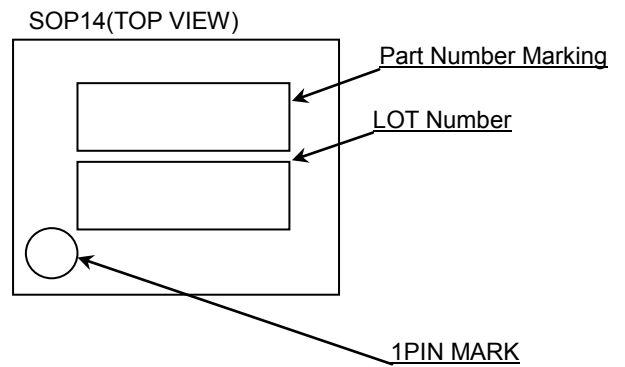 SOP14(TOP VIEW)
Part Number Marking
LOT Number
1PIN MARK